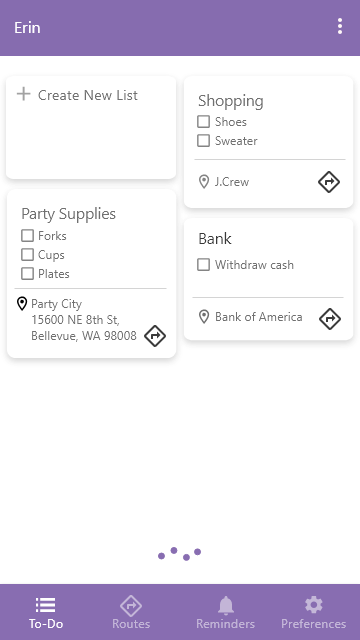 Erin
Create New List
Shopping
Shoes
Sweater
J.Crew
Party Supplies
Forks
Cups
Plates
Party City
15600 NE 8th St,
Bellevue, WA 98008
Bank
Withdraw cash
Bank of America
To-Do
Routes
Reminders
Preferences